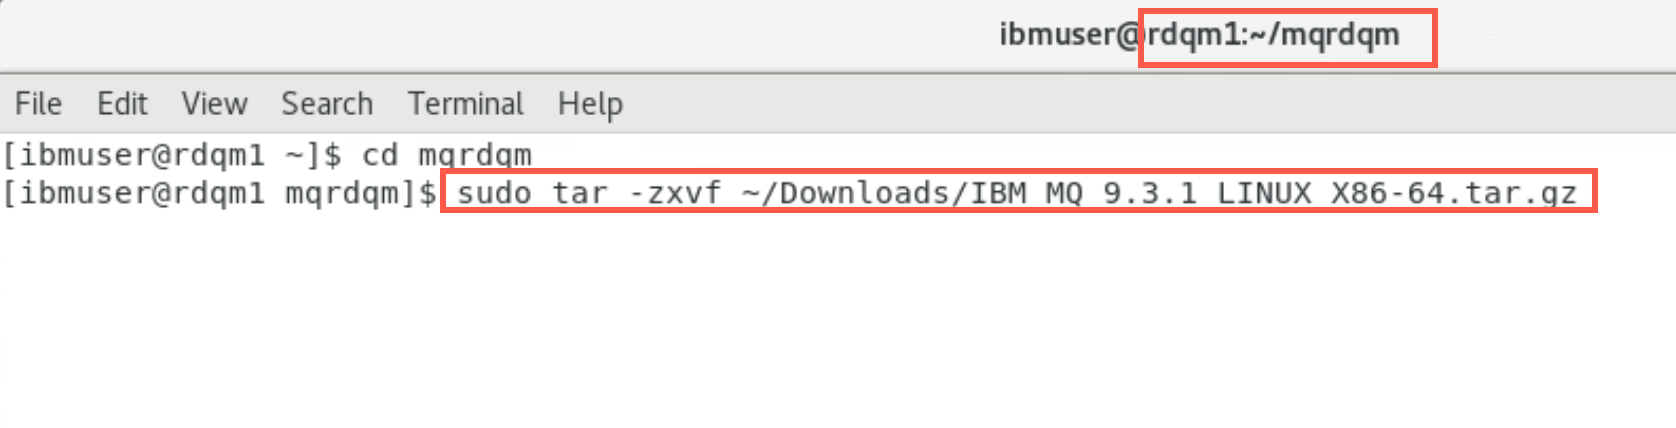 ibmuser@rdqm1:~/mqrdqm
File Edit View Search Terminal Help
[ibmuser@rdqm1 ~]$ cd mqrdqm
[ibmuser@rdqm1 mqrdqm]$ sudo tar -zxvf ~/Downloads/IBM MQ 9.3.1 LINUX X86-64.tar.gz